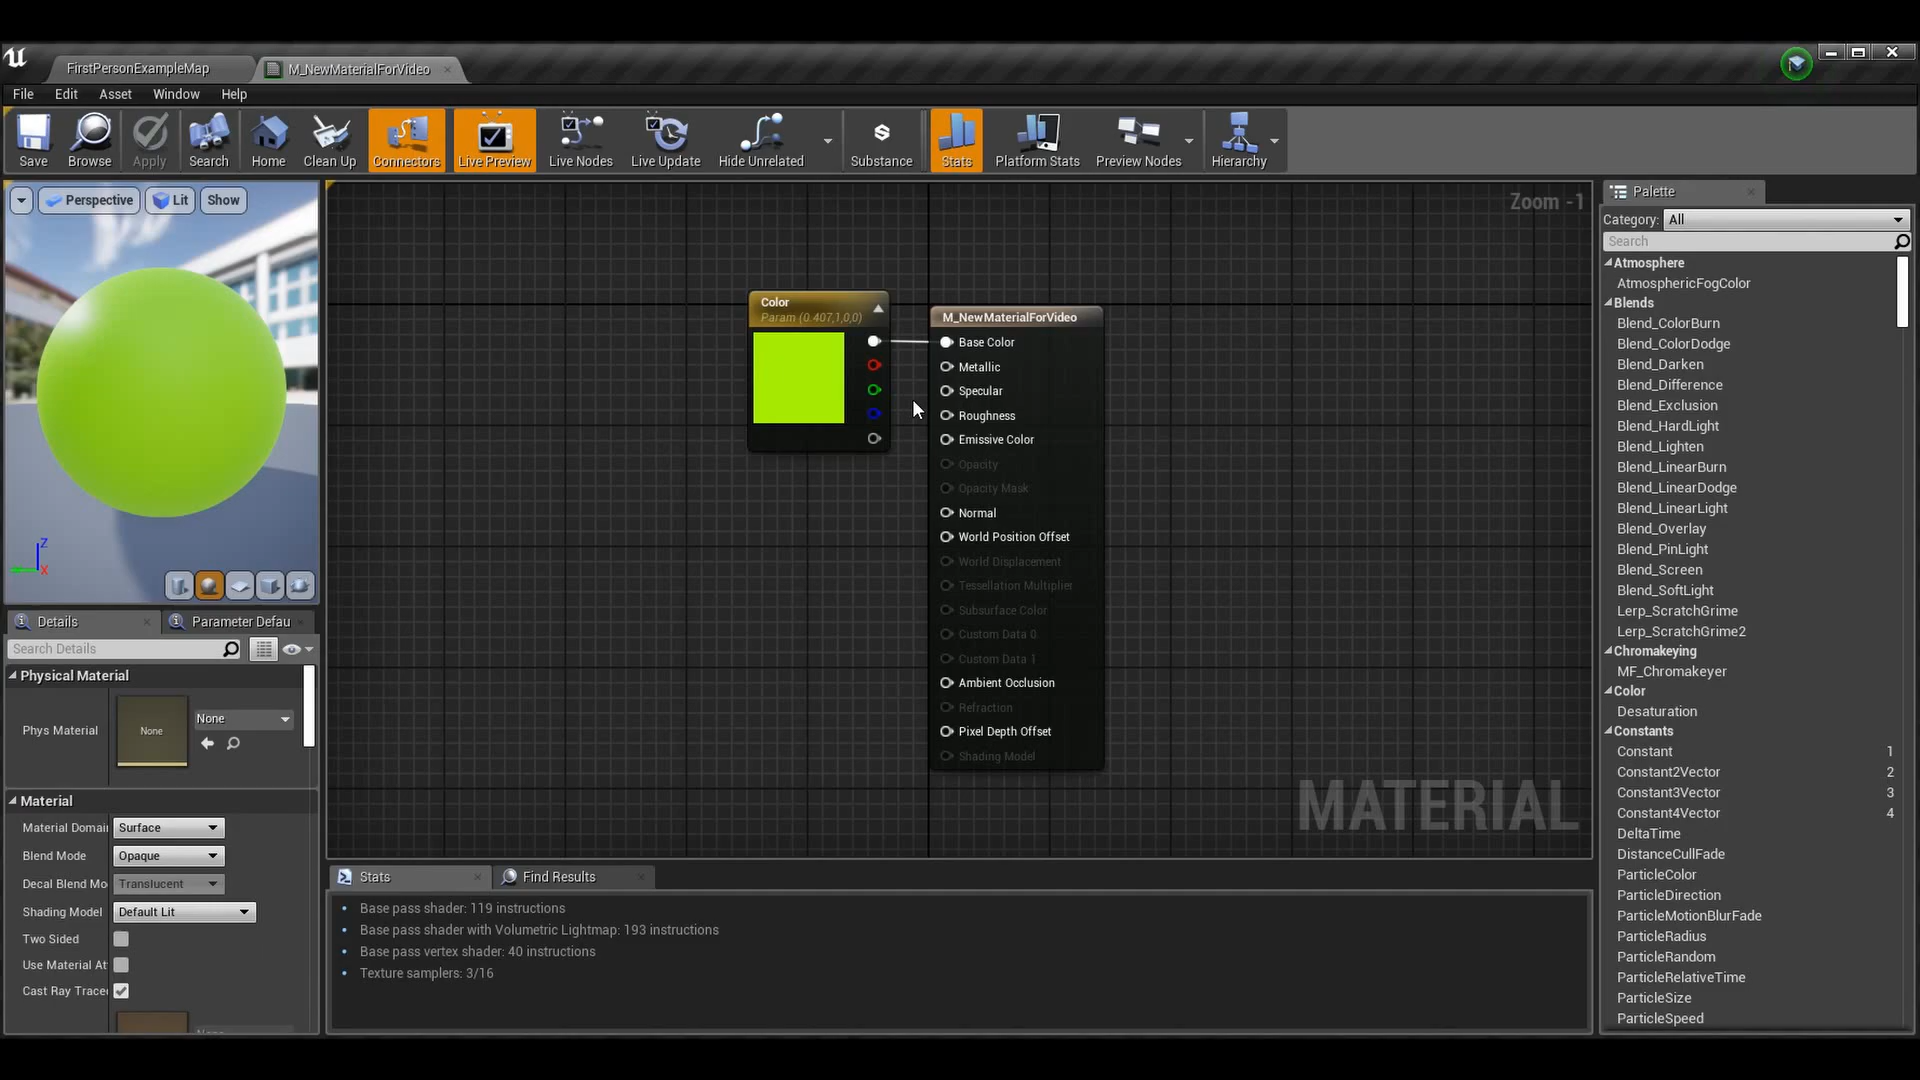 FirstPersonExampleMap
M_NewMaterialForVideo
File Edit Asset Window Help
Save Browse Apply Search Home Clean Up Connectors Live Preview Live Nodes Live Update Hide Unrelated Substance Stats Platform Stats Preview Nodes Hierarchy
Perspective Lit Show
Z
X
Zoom -1
Color
Param (0.407,1,0,0)
M_NewMaterialForVideo
Base Color
Metallic
Specular
Roughness
Emissive Color
Opacity
Opacity Mask
Normal
World Position Offset
World Displacement
Tessellation Multiplier
Subsurface Color
Custom Data 0
Custom Data 1
Ambient Occlusion
Refraction
Pixel Depth Offset
Shading Model
MATERIAL
Details
Parameter Defau
Search Details
Physical Material
Phys Material
None
None
Material
Material Domai Surface
Blend Mode Opaque
Decal Blend Mo Translucent
Shading Model Default Lit
Two Sided
Use Material At
Cast Ray Trace
Stats
Find Results
Base pass shader: 119 instructions
Base pass shader with Volumetric Lightmap: 193 instructions
Base pass vertex shader: 40 instructions
Texture samplers: 3/16
Palette
Category: All
Search
Atmosphere
AtmosphericFogColor
Blends
Blend_ColorBurn
Blend_ColorDodge
Blend_Darken
Blend_Difference
Blend_Exclusion
Blend_HardLight
Blend_Lighten
Blend_LinearBurn
Blend_LinearDodge
Blend_LinearLight
Blend_Overlay
Blend_PinLight
Blend_Screen
Blend_SoftLight
Lerp_ScratchGrime
Lerp_ScratchGrime2
Chromakeying
MF_Chromakeyer
Color
Desaturation
Constants
Constant 1
Constant2Vector 2
Constant3Vector 3
Constant4Vector 4
DeltaTime
DistanceCullFade
ParticleColor
ParticleDirection
ParticleMotionBlurFade
ParticleRadius
ParticleRandom
ParticleRelativeTime
ParticleSize
ParticleSpeed